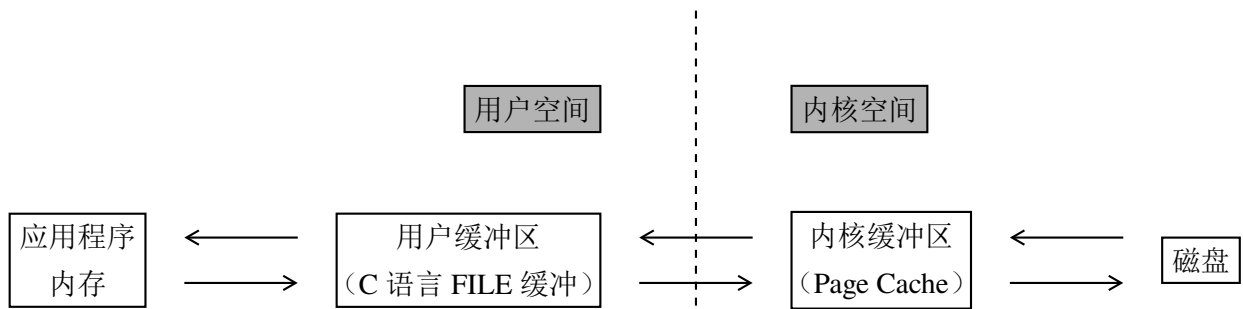 用户空间
内核空间
应用程序
内存
用户缓冲区
（C 语言 FILE 缓冲）
内核缓冲区
（Page Cache）
磁盘